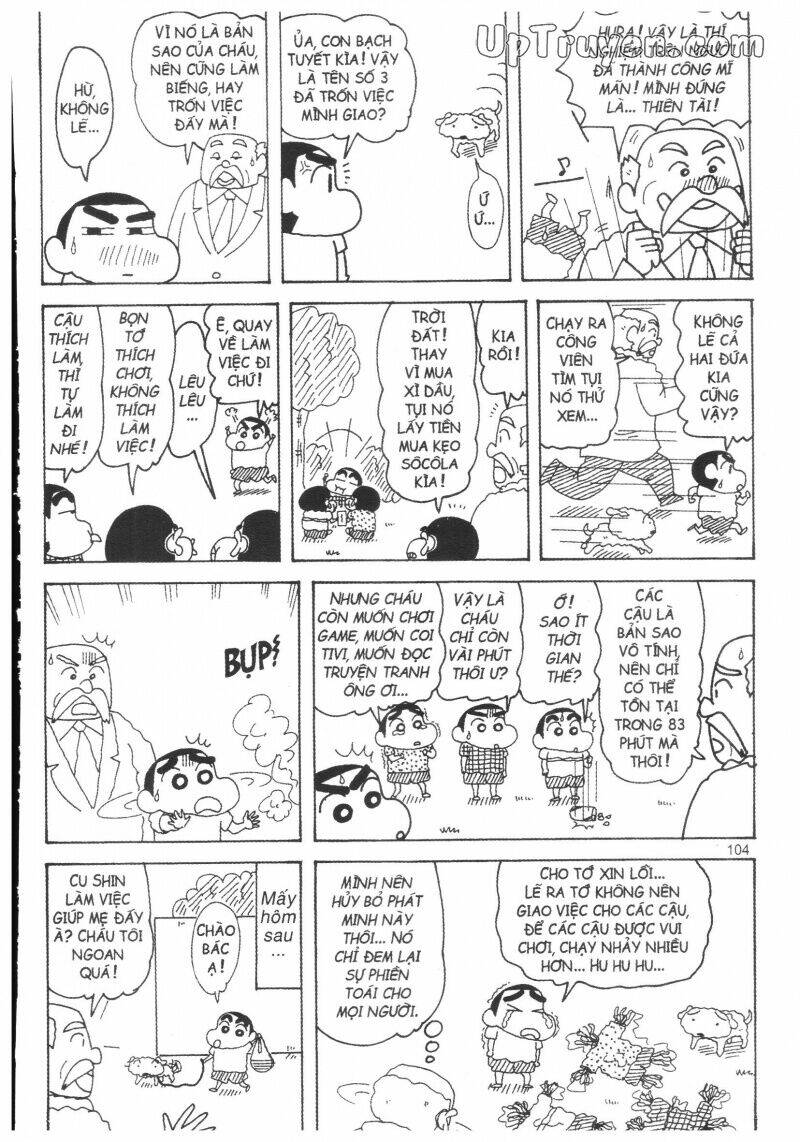 UpTruyen.com
HURA! VẬY LÀ THÍ
NGHIỆM TRÊN NGƯỜI
ĐÃ THÀNH CÔNG MĨ
MÃN! MÌNH ĐÚNG
LÀ... THIÊN TÀI!
ỦA, CON BẠCH
TUYẾT KÌA! VẬY
LÀ TÊN SỐ 3
ĐÃ TRỐN VIỆC
MÌNH GIAO?
Ử
Ử...
VÌ NÓ LÀ BẢN
SAO CỦA CHÁU,
NÊN CŨNG LÀM
BIẾNG, HAY
TRỐN VIỆC
ĐẤY MÀ!
HỪ,
KHÔNG
LẼ...
KHÔNG
LẼ CẢ
HAI ĐỨA
KIA
CŨNG
VẬY?
CHẠY RA
CÔNG
VIÊN
TÌM TỤI
NÓ THỬ
XEM...
KIA
RỒI!
TRỜI
ĐẤT!
THAY
VÌ MUA
XÌ DẦU,
TỤI NÓ
LẤY TIỀN
MUA KẸO
SÔCÔLA
KÌA!
Ê, QUAY
VỀ LÀM
VIỆC ĐI
CHỨ!
LÊU
LÊU
...
BỌN
TỚ
THÍCH
CHƠI,
KHÔNG
THÍCH
LÀM
VIỆC!
CẬU
THÍCH
LÀM,
THÌ
TỰ
LÀM
ĐI
NHÉ!
CÁC
CẬU LÀ
BẢN SAO
VÔ TÍNH,
NÊN CHỈ
CÓ THỂ
TỒN TẠI
TRONG 83
PHÚT MÀ
THÔI!
Ớ!
SAO ÍT
THỜI
GIAN
THẾ?
VẬY LÀ
CHÁU
CHỈ CÒN
VÀI PHÚT
THÔI Ư?
NHƯNG CHÁU
CÒN MUỐN CHƠI
GAME, MUỐN COI
TIVI, MUỐN ĐỌC
TRUYỆN TRANH
ÔNG ƠI...
BỤP!
104
CHO TỚ XIN LỖI...
LẼ RA TỚ KHÔNG NÊN
GIAO VIỆC CHO CÁC CẬU,
ĐỂ CÁC CẬU ĐƯỢC VUI
CHƠI, CHẠY NHẢY NHIỀU
HƠN... HU HU HU...
MÌNH NÊN
HỦY BỎ PHÁT
MINH NÀY
THÔI... NÓ
CHỈ ĐEM LẠI
SỰ PHIỀN
TOÁI CHO
MỌI NGƯỜI.
Mấy
hôm
sau
...
CHÀO
BÁC
Ạ!
CU SHIN
LÀM VIỆC
GIÚP MẸ ĐẤY
À? CHÁU TÔI
NGOAN
QUÁ!